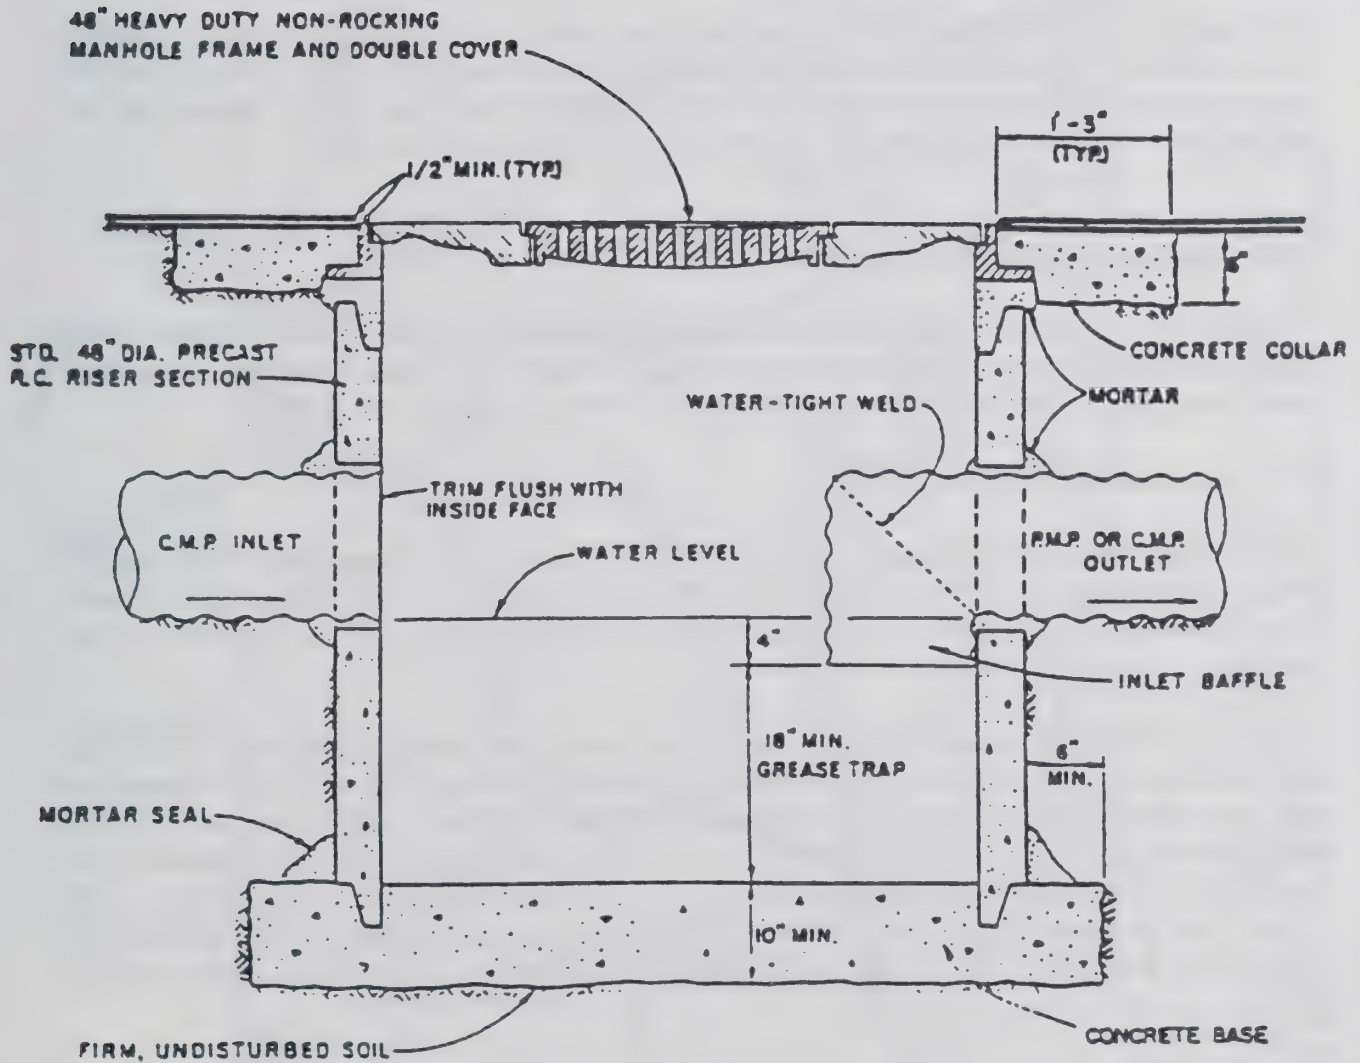 48" HEAVY DUTY NON-ROCKING
MANHOLE FRAME AND DOUBLE COVER
1'-3"
(TYP.)
1/2" MIN. (TYP.)
STD. 48" DIA. PRECAST
R.C. RISER SECTION
CONCRETE COLLAR
WATER-TIGHT WELD
MORTAR
TRIM FLUSH WITH
INSIDE FACE
C.M.P. INLET
WATER LEVEL
P.M.P. OR C.M.P.
OUTLET
4"
INLET BAFFLE
18" MIN.
GREASE TRAP
6"
MIN.
MORTAR SEAL
10" MIN.
CONCRETE BASE
FIRM, UNDISTURBED SOIL